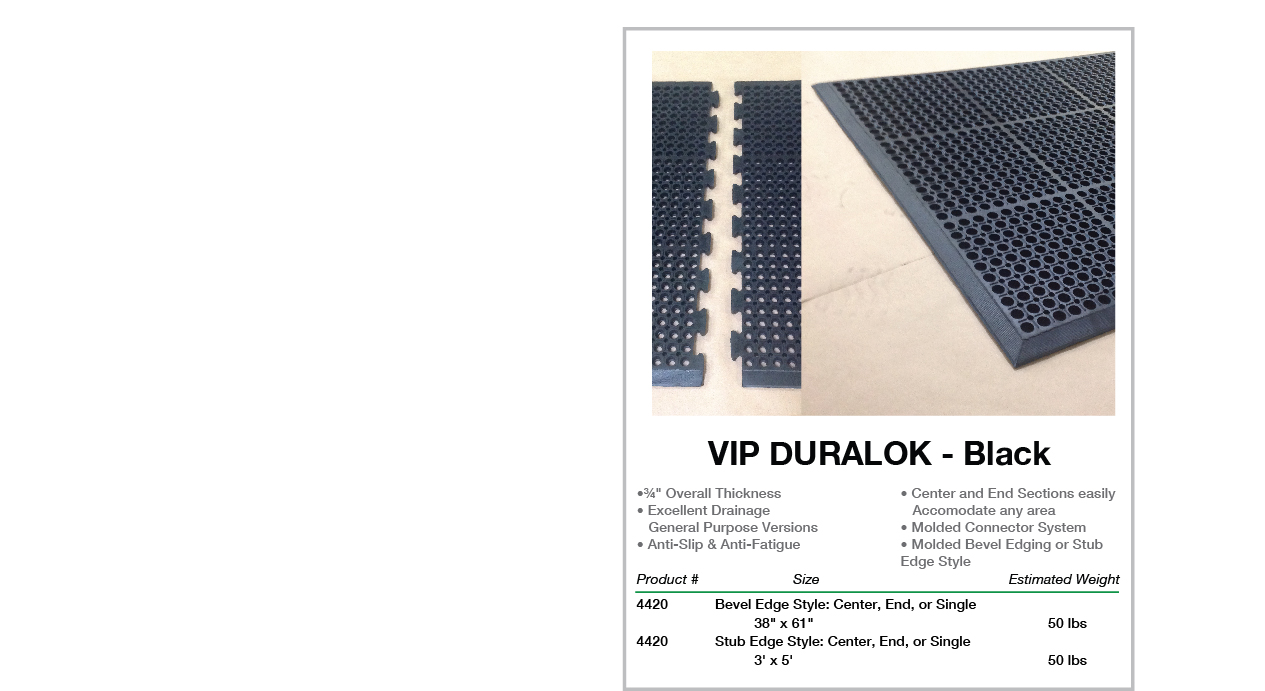 VIP DURALOK - Black
•¾" Overall Thickness
• Excellent Drainage
General Purpose Versions
• Anti-Slip & Anti-Fatigue
• Center and End Sections easily
Accomodate any area
• Molded Connector System
• Molded Bevel Edging or Stub
Edge Style
Product # Size Estimated Weight
4420 Bevel Edge Style: Center, End, or Single
38" x 61" 50 lbs
4420 Stub Edge Style: Center, End, or Single
3' x 5' 50 lbs